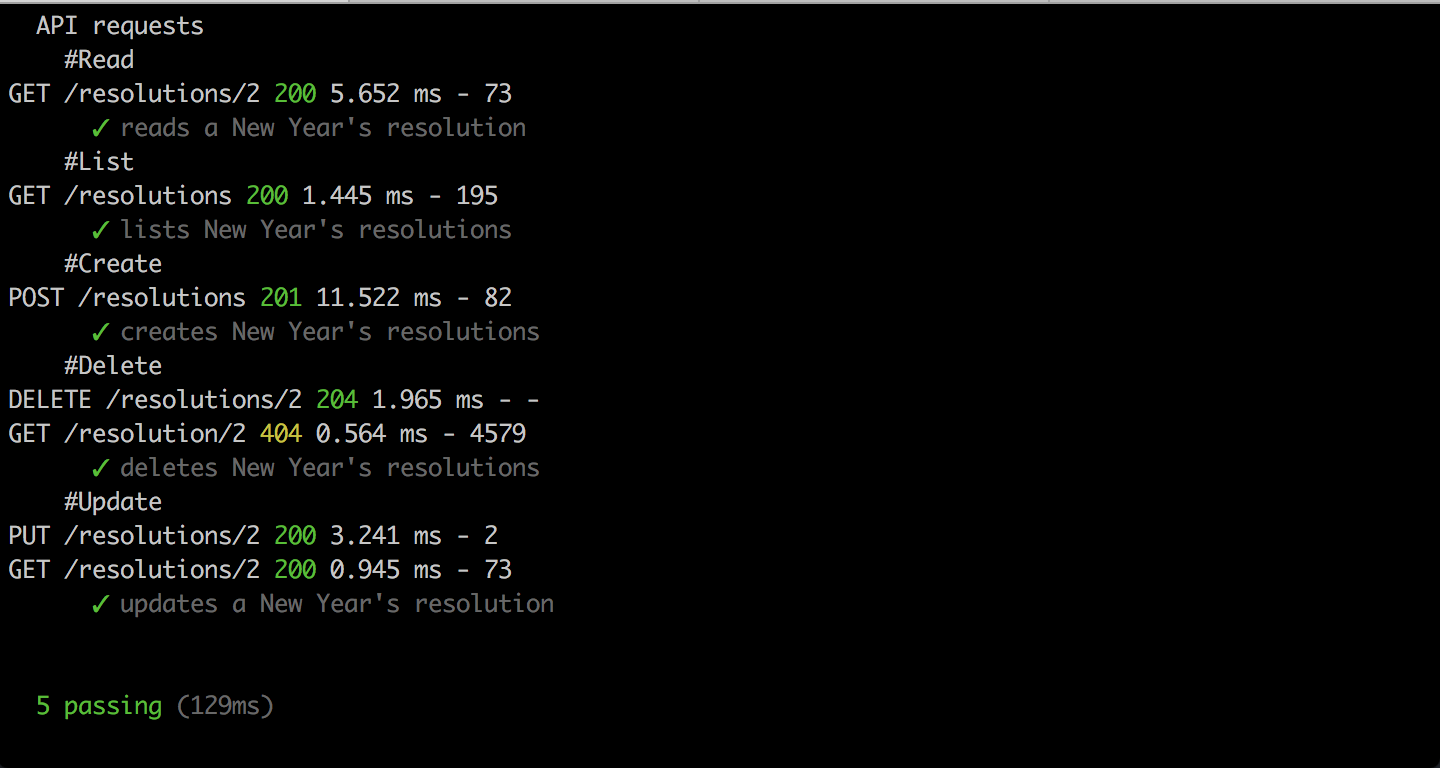 API requests
#Read
GET /resolutions/2 200 5.652 ms - 73
✓ reads a New Year's resolution
#List
GET /resolutions 200 1.445 ms - 195
✓ lists New Year's resolutions
#Create
POST /resolutions 201 11.522 ms - 82
✓ creates New Year's resolutions
#Delete
DELETE /resolutions/2 204 1.965 ms - -
GET /resolution/2 404 0.564 ms - 4579
✓ deletes New Year's resolutions
#Update
PUT /resolutions/2 200 3.241 ms - 2
GET /resolutions/2 200 0.945 ms - 73
✓ updates a New Year's resolution
5 passing (129ms)